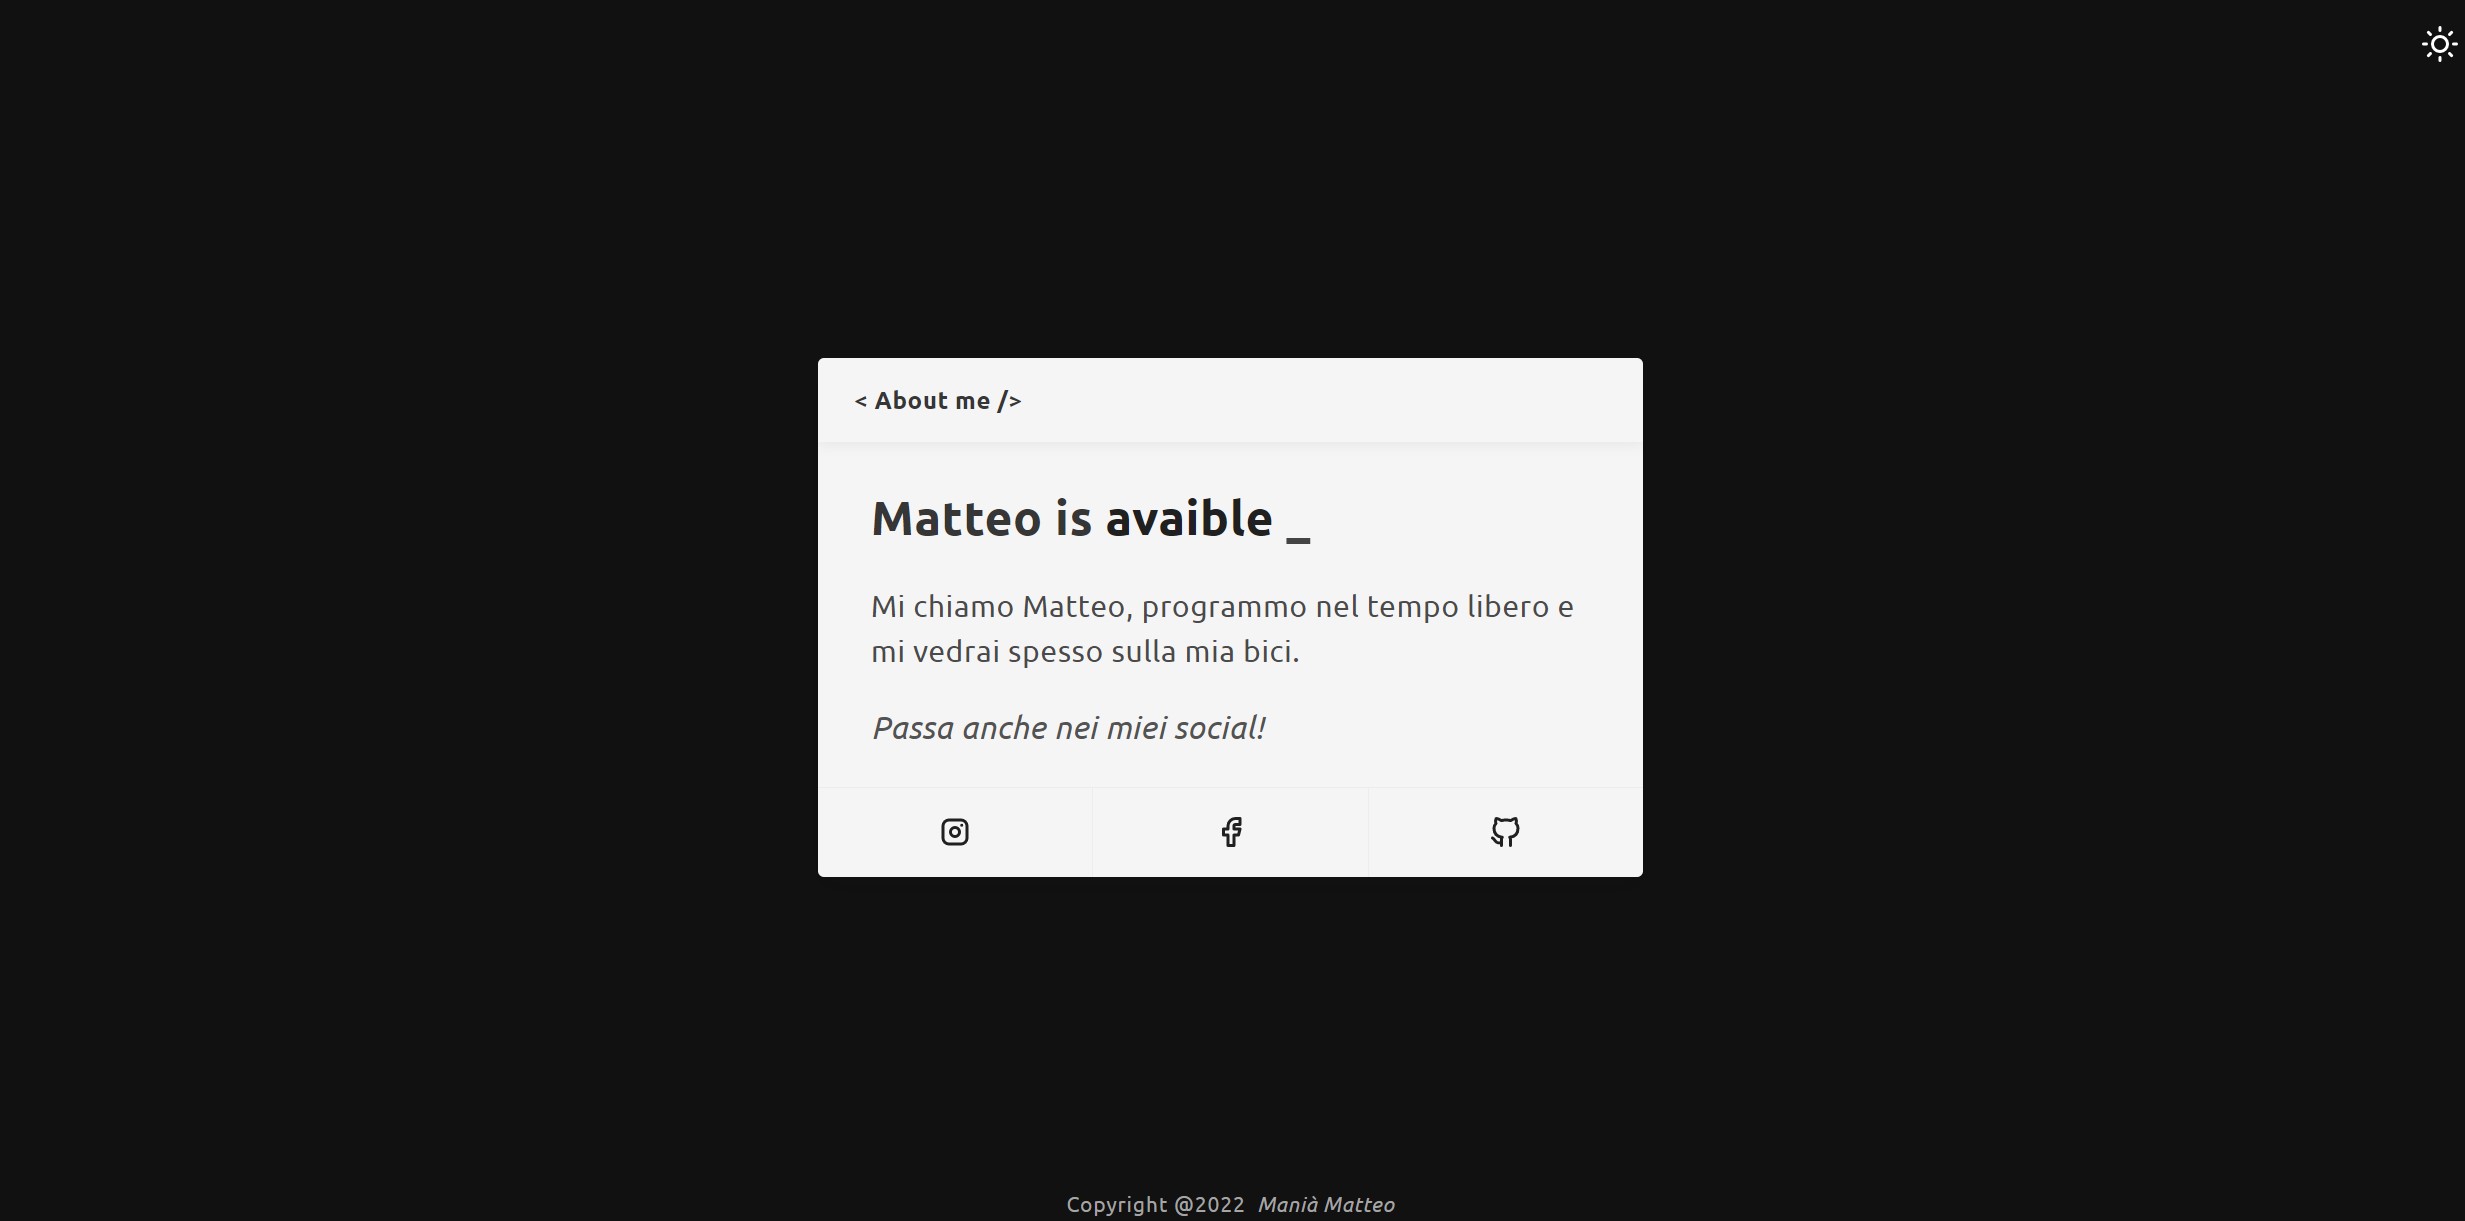 < About me />
Matteo is avaible _
Mi chiamo Matteo, programmo nel tempo libero e
mi vedrai spesso sulla mia bici.
Passa anche nei miei social!
Copyright @2022 Manià Matteo